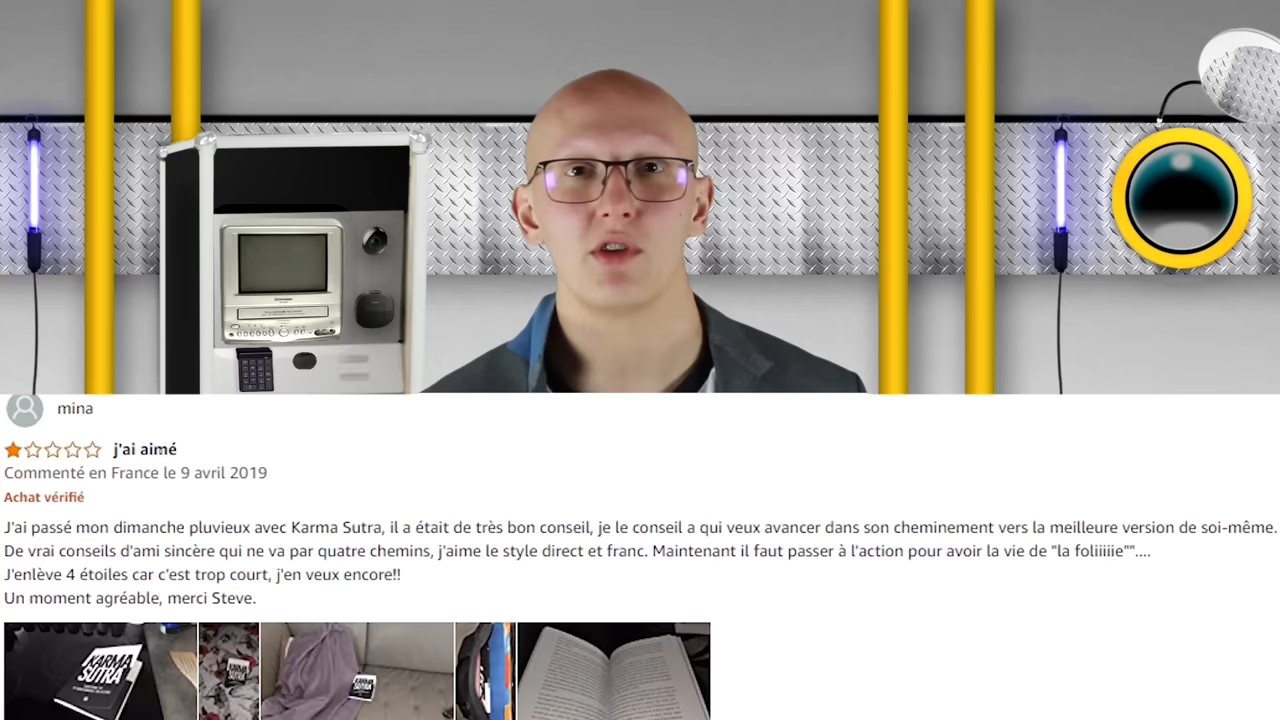 mina
j'ai aimé
Commenté en France le 9 avril 2019
Achat vérifié
J'ai passé mon dimanche pluvieux avec Karma Sutra, il a était de très bon conseil, je le conseil a qui veux avancer dans son cheminement vers la meilleure version de soi-même.
De vrai conseils d'ami sincère qui ne va par quatre chemins, j'aime le style direct et franc. Maintenant il faut passer à l'action pour avoir la vie de "la foliiiiie""....
J'enlève 4 étoiles car c'est trop court, j'en veux encore!!
Un moment agréable, merci Steve.
KARMA
SUTRA
KARMA
SUTRA
KARMA
SUTRA